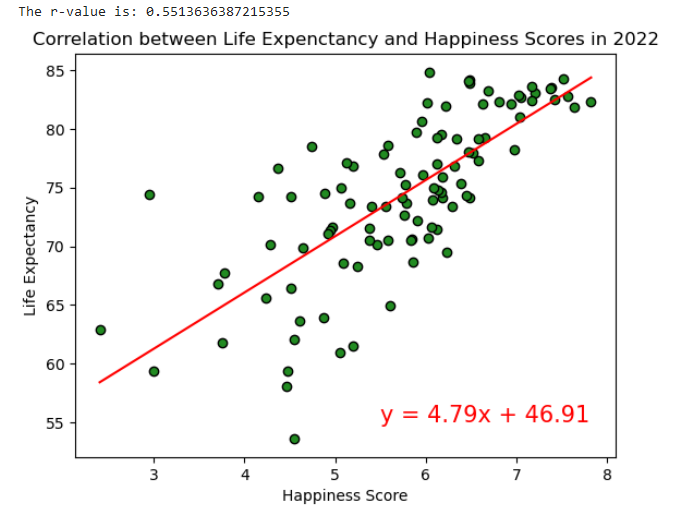 The r-value is: 0.5513636387215355
Correlation between Life Expenctancy and Happiness Scores in 2022
85
80
75
70
65
60
55
Life Expectancy
y = 4.79x + 46.91
3 4 5 6 7 8
Happiness Score